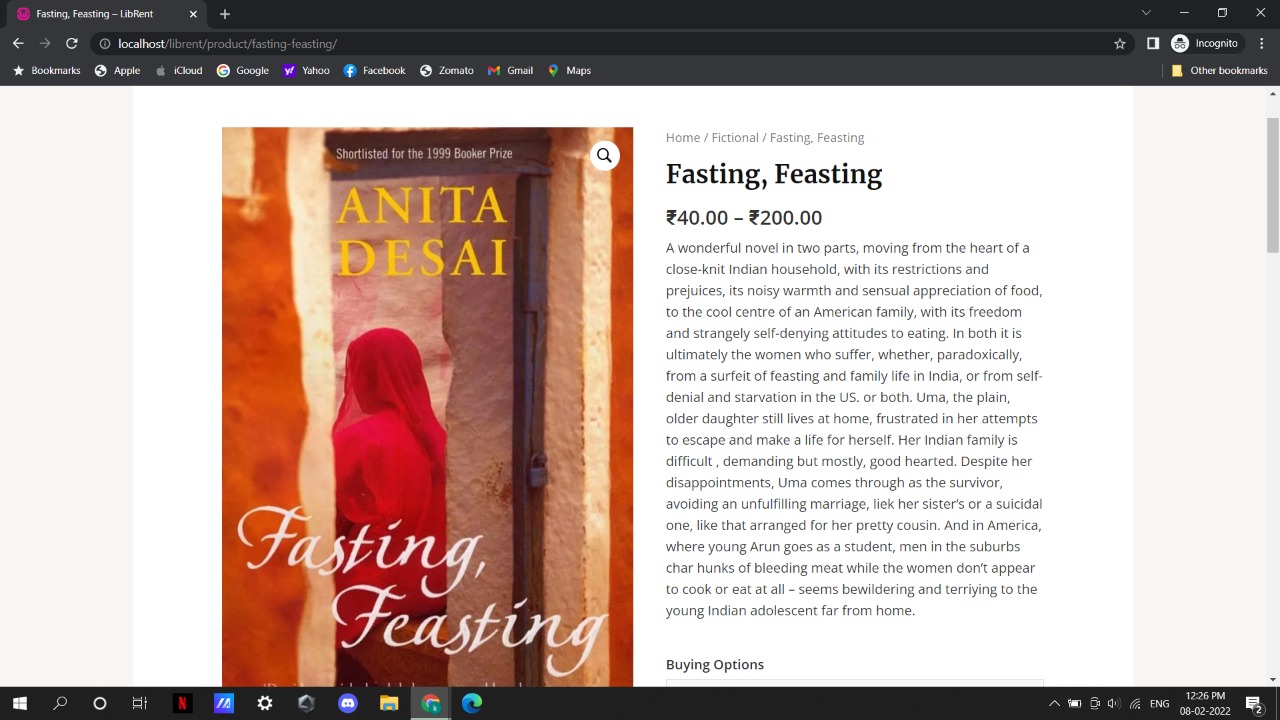 Fasting, Feasting – LibRent
localhost/librent/product/fasting-feasting/
Incognito
Bookmarks Apple iCloud Google Yahoo Facebook Zomato Gmail Maps Other bookmarks
Shortlisted for the 1999 Booker Prize
ANITA
DESAI
Fasting,
Feasting
Home / Fictional / Fasting, Feasting
Fasting, Feasting
₹40.00 – ₹200.00
A wonderful novel in two parts, moving from the heart of a
close-knit Indian household, with its restrictions and
prejuices, its noisy warmth and sensual appreciation of food,
to the cool centre of an American family, with its freedom
and strangely self-denying attitudes to eating. In both it is
ultimately the women who suffer, whether, paradoxically,
from a surfeit of feasting and family life in India, or from self-
denial and starvation in the US. or both. Uma, the plain,
older daughter still lives at home, frustrated in her attempts
to escape and make a life for herself. Her Indian family is
difficult , demanding but mostly, good hearted. Despite her
disappointments, Uma comes through as the survivor,
avoiding an unfulfilling marriage, liek her sister’s or a suicidal
one, like that arranged for her pretty cousin. And in America,
where young Arun goes as a student, men in the suburbs
char hunks of bleeding meat while the women don’t appear
to cook or eat at all – seems bewildering and terriying to the
young Indian adolescent far from home.
Buying Options
ENG
12:26 PM
08-02-2022
2